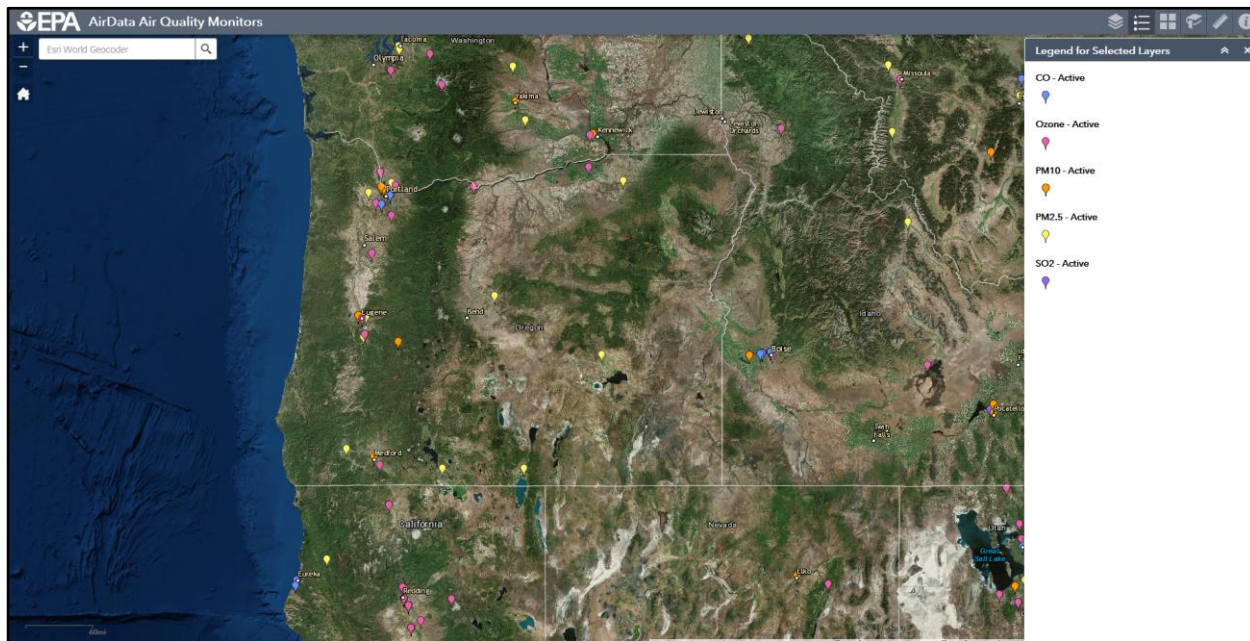 EPA AirData Air Quality Monitors
+
Esri World Geocoder
−
Legend for Selected Layers
CO - Active
Ozone - Active
PM10 - Active
PM2.5 - Active
SO2 - Active
Tacoma
Washington
Olympia
Missoula
Yakima
Lewiston
Lewiston
Orchards
Kennewick
Portland
Salem
Eugene
Bend
Oregon
Idaho
Boise
Pocatello
Twin
Falls
Medford
California
Nevada
Utah
Great
Salt Lake
Eureka
Elko
Redding
60mi